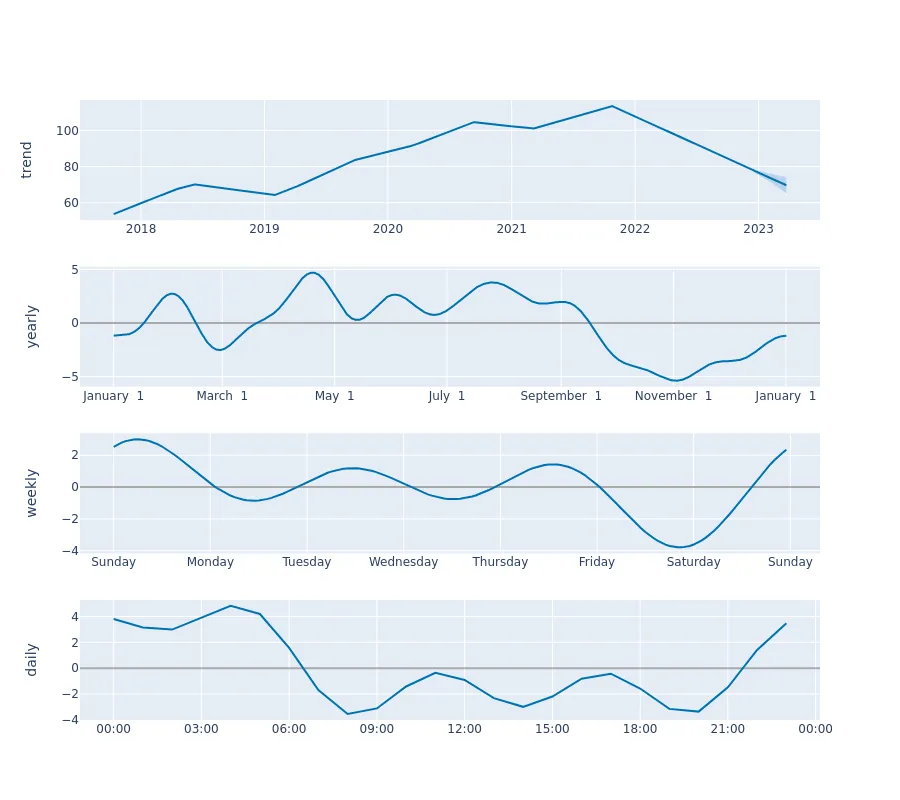 trend
100
80
60
2018 2019 2020 2021 2022 2023
yearly
5
0
−5
January 1 March 1 May 1 July 1 September 1 November 1 January 1
weekly
2
0
−2
−4
Sunday Monday Tuesday Wednesday Thursday Friday Saturday Sunday
daily
4
2
0
−2
−4
00:00 03:00 06:00 09:00 12:00 15:00 18:00 21:00 00:00